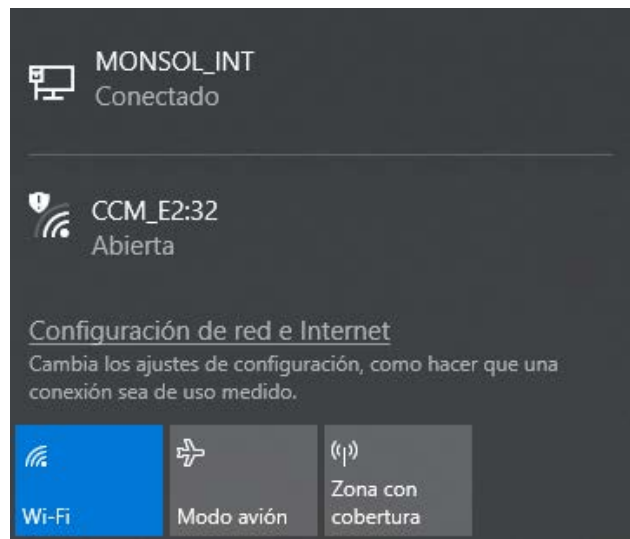 MONSOL_INT
Conectado
CCM_E2:32
Abierta
Configuración de red e Internet
Cambia los ajustes de configuración, como hacer que una
conexión sea de uso medido.
Wi-Fi
Modo avión
Zona con
cobertura